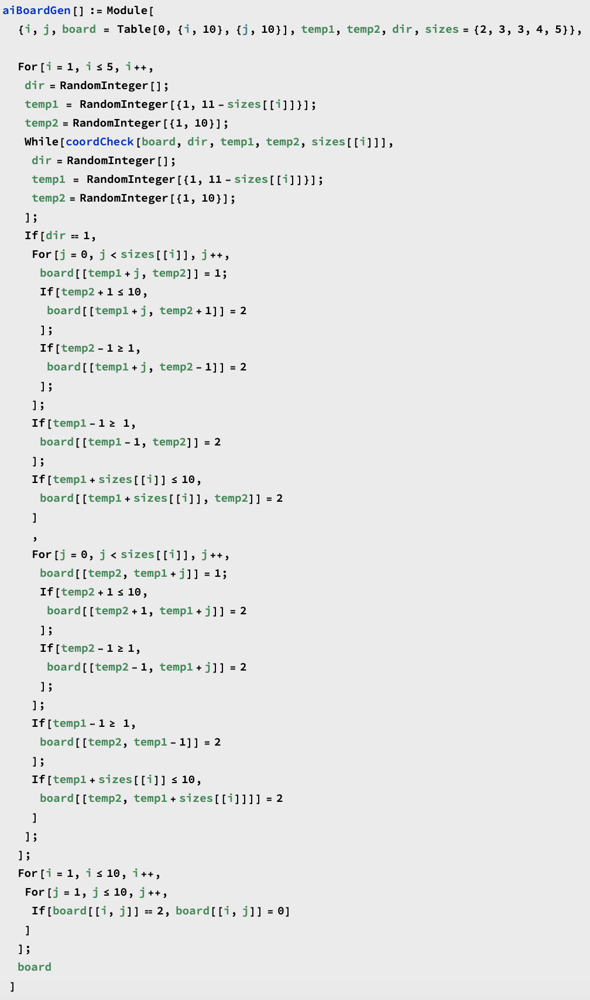 aiBoardGen[] := Module[
{i, j, board = Table[0, {i, 10}, {j, 10}], temp1, temp2, dir, sizes = {2, 3, 3, 4, 5}},
For[i = 1, i ≤ 5, i++,
dir = RandomInteger[];
temp1 = RandomInteger[{1, 11 - sizes[[i]]}];
temp2 = RandomInteger[{1, 10}];
While[coordCheck[board, dir, temp1, temp2, sizes[[i]]],
dir = RandomInteger[];
temp1 = RandomInteger[{1, 11 - sizes[[i]]}];
temp2 = RandomInteger[{1, 10}];
];
If[dir == 1,
For[j = 0, j < sizes[[i]], j++,
board[[temp1 + j, temp2]] = 1;
If[temp2 + 1 ≤ 10,
board[[temp1 + j, temp2 + 1]] = 2
];
If[temp2 - 1 ≥ 1,
board[[temp1 + j, temp2 - 1]] = 2
];
];
If[temp1 - 1 ≥ 1,
board[[temp1 - 1, temp2]] = 2
];
If[temp1 + sizes[[i]] ≤ 10,
board[[temp1 + sizes[[i]], temp2]] = 2
]
,
For[j = 0, j < sizes[[i]], j++,
board[[temp2, temp1 + j]] = 1;
If[temp2 + 1 ≤ 10,
board[[temp2 + 1, temp1 + j]] = 2
];
If[temp2 - 1 ≥ 1,
board[[temp2 - 1, temp1 + j]] = 2
];
];
If[temp1 - 1 ≥ 1,
board[[temp2, temp1 - 1]] = 2
];
If[temp1 + sizes[[i]] ≤ 10,
board[[temp2, temp1 + sizes[[i]]]] = 2
]
];
];
For[i = 1, i ≤ 10, i++,
For[j = 1, j ≤ 10, j++,
If[board[[i, j]] == 2, board[[i, j]] = 0]
]
];
board
]